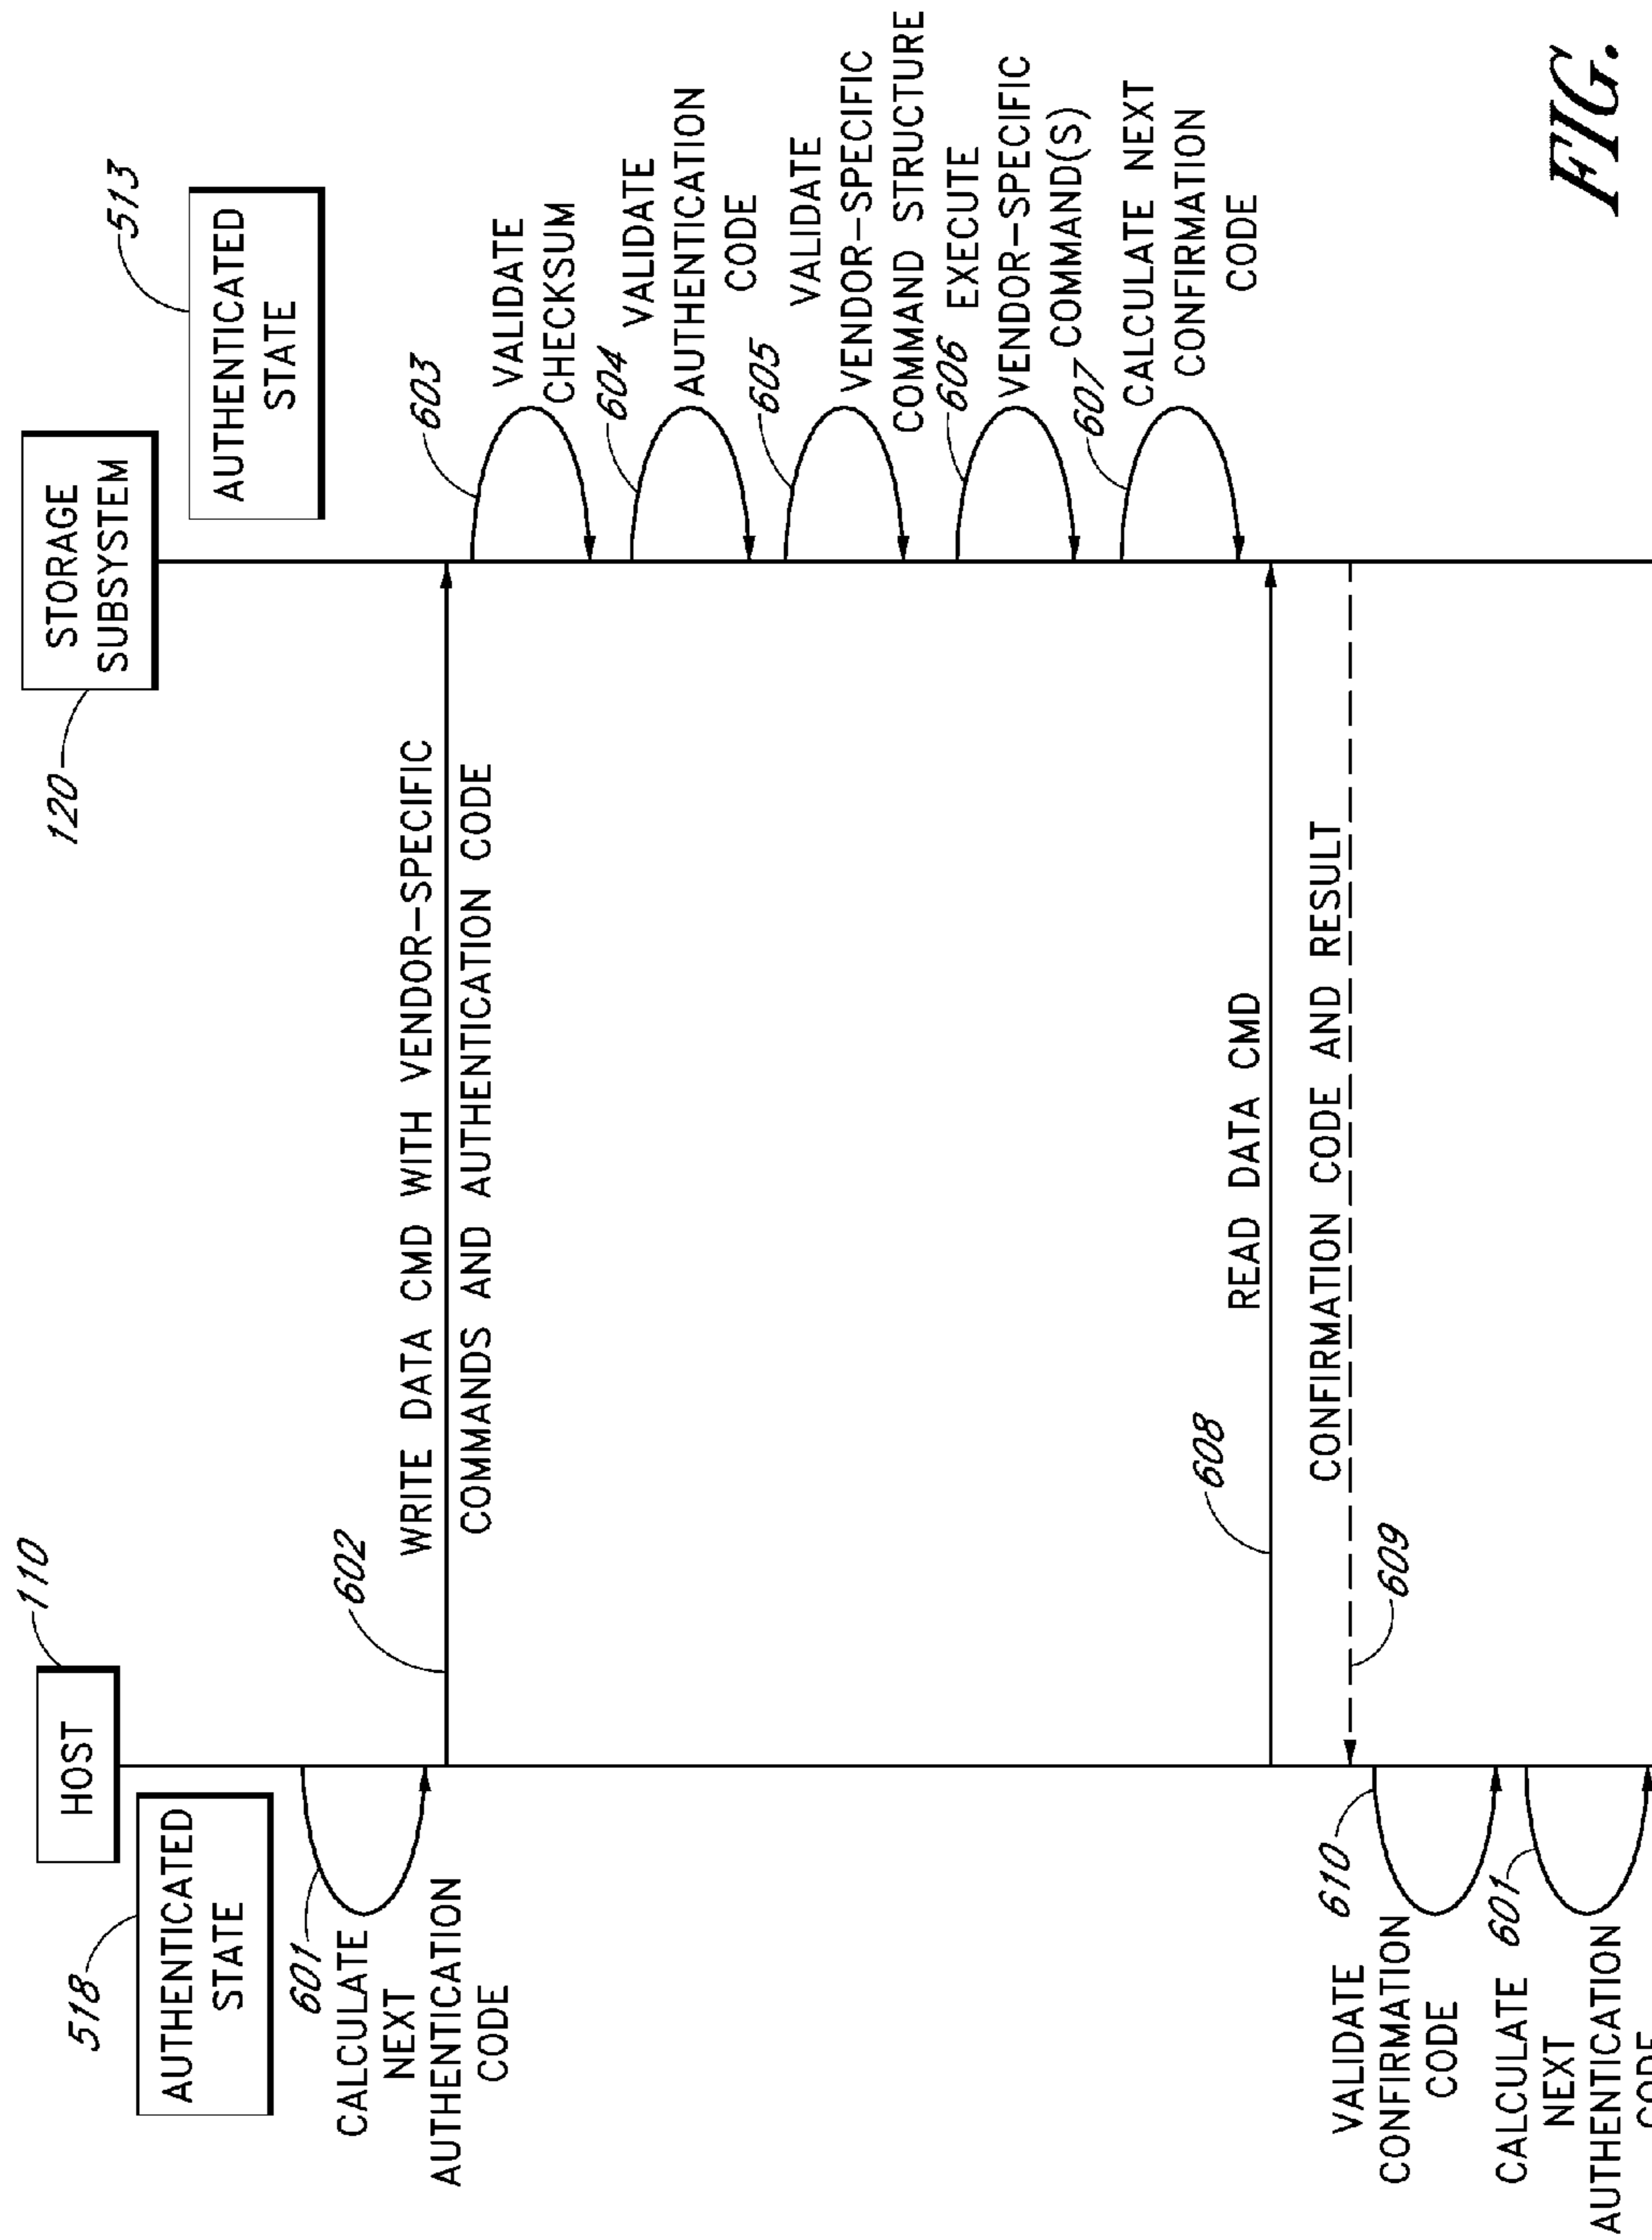 110
HOST
518
AUTHENTICATED
STATE
120
STORAGE
SUBSYSTEM
513
AUTHENTICATED
STATE
601
CALCULATE
NEXT
AUTHENTICATION
CODE
602
WRITE DATA CMD WITH VENDOR-SPECIFIC
COMMANDS AND AUTHENTICATION CODE
603
VALIDATE
CHECKSUM
604
VALIDATE
AUTHENTICATION
CODE
605
VALIDATE
VENDOR-SPECIFIC
COMMAND STRUCTURE
606
EXECUTE
VENDOR-SPECIFIC
COMMAND(S)
607
CALCULATE NEXT
CONFIRMATION
CODE
608
READ DATA CMD
CONFIRMATION CODE AND RESULT
609
610
VALIDATE
CONFIRMATION
CODE
601
CALCULATE
NEXT
AUTHENTICATION
CODE
FIG.